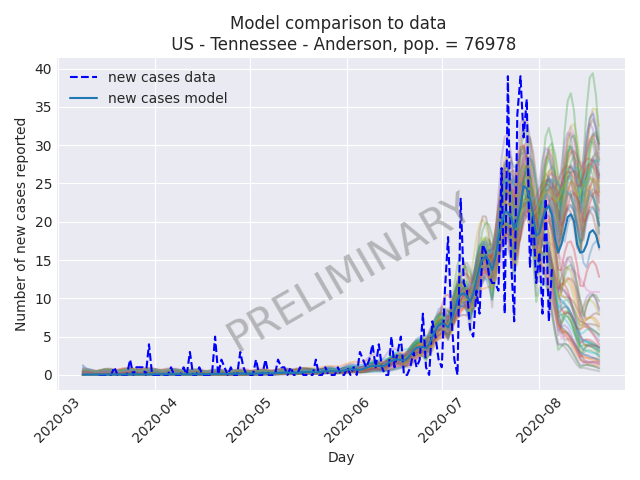 Model comparison to data
US - Tennessee - Anderson, pop. = 76978
40
35
30
25
20
15
10
5
0
new cases data
new cases model
PRELIMINARY
Number of new cases reported
2020-03
2020-04
2020-05
2020-06
2020-07
2020-08
Day